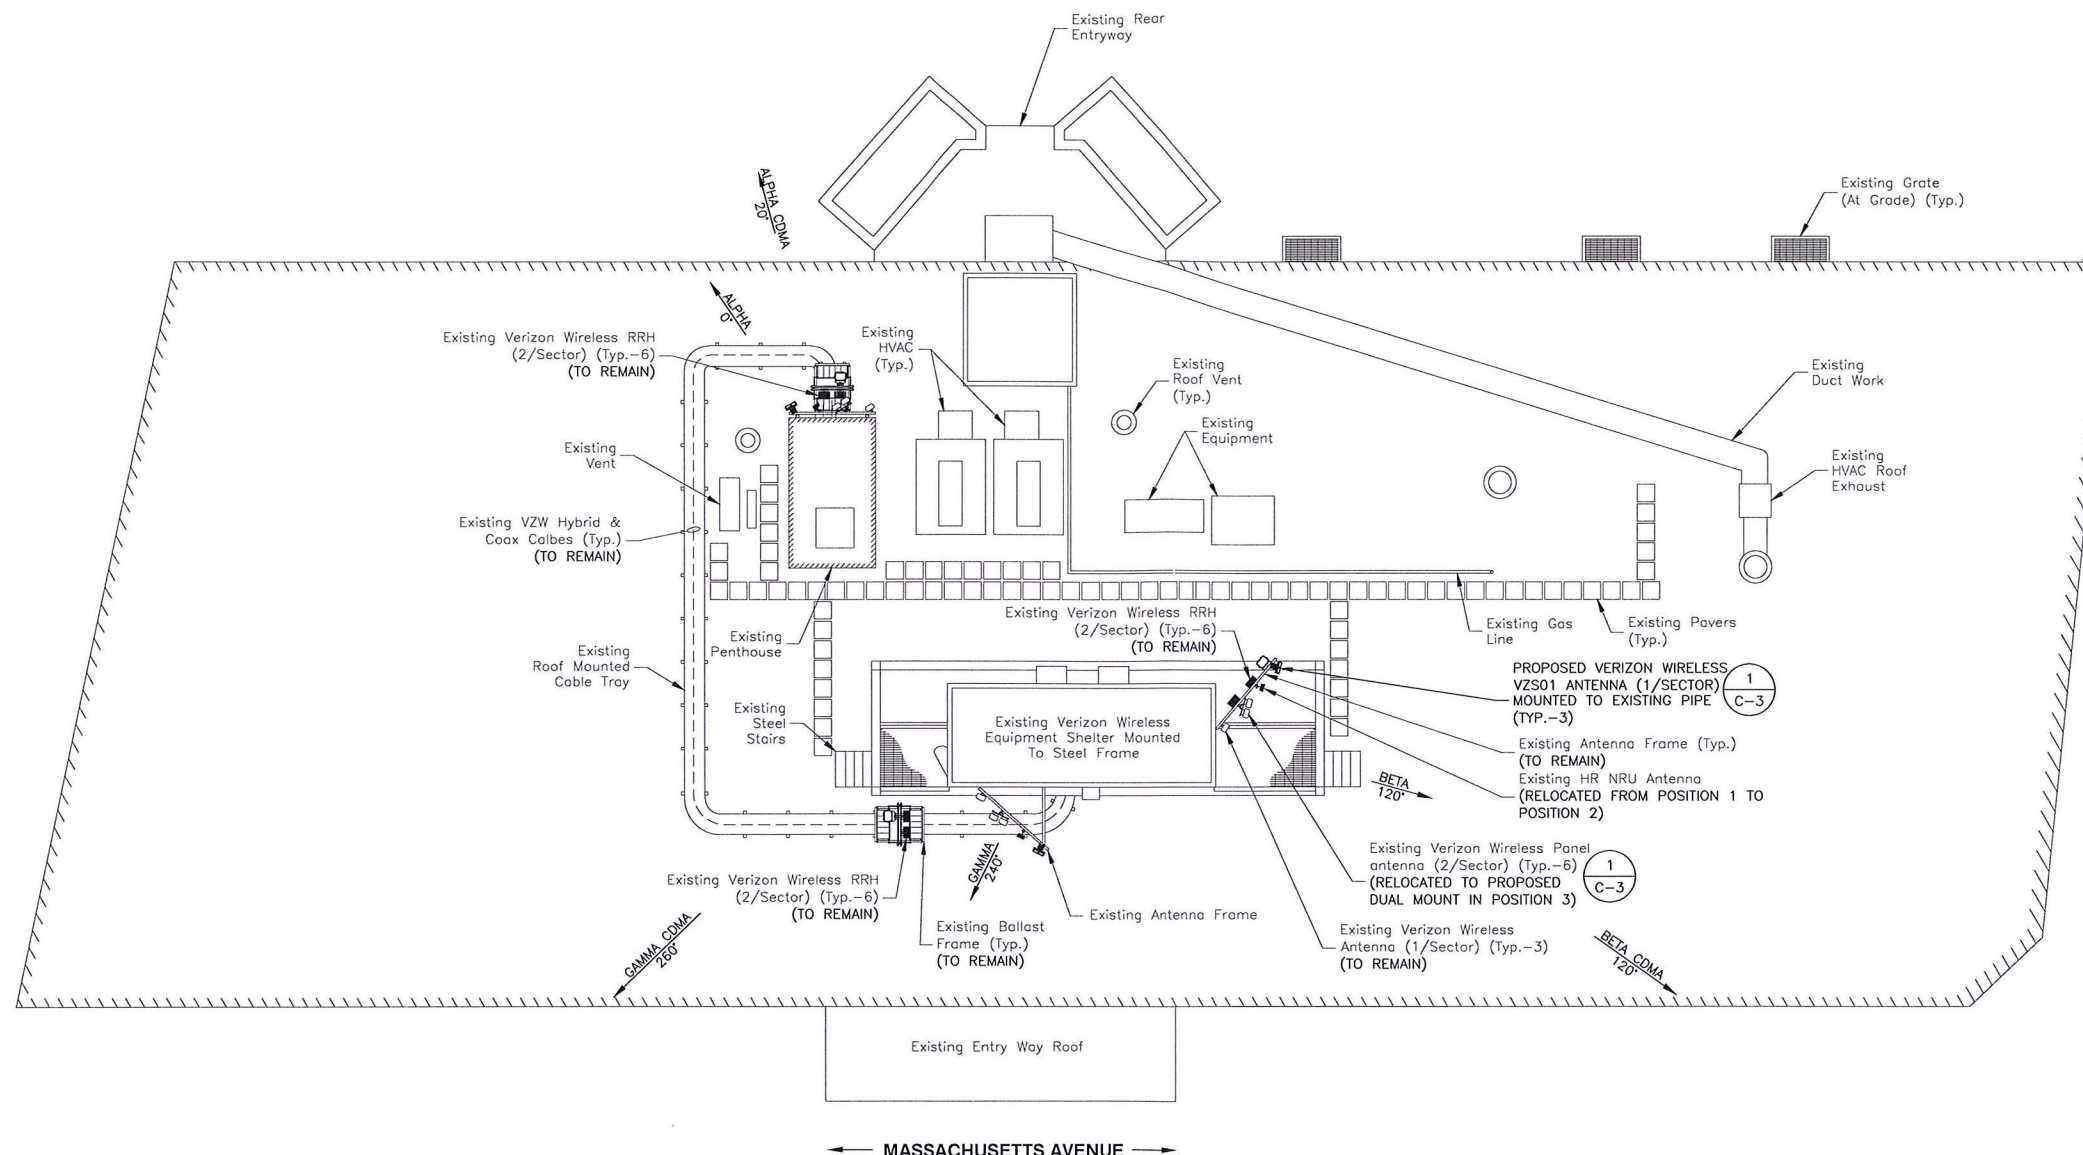 Existing Rear
Entryway
ALPHA CDMA
20°
Existing Grate
(At Grade) (Typ.)
ALPHA
0°
Existing Verizon Wireless RRH
(2/Sector) (Typ.-6)
(TO REMAIN)
Existing
HVAC
(Typ.)
Existing
Roof Vent
(Typ.)
Existing
Duct Work
Existing
Equipment
Existing
Vent
Existing
HVAC Roof
Exhaust
Existing VZW Hybrid &
Coax Calbes (Typ.)
(TO REMAIN)
Existing
Penthouse
Existing Verizon Wireless RRH
(2/Sector) (Typ.-6)
(TO REMAIN)
Existing Gas
Line
Existing Pavers
(Typ.)
Existing
Roof Mounted
Cable Tray
PROPOSED VERIZON WIRELESS
VZS01 ANTENNA (1/SECTOR)
MOUNTED TO EXISTING PIPE
(TYP.-3)
1
C-3
Existing
Steel
Stairs
Existing Verizon Wireless
Equipment Shelter Mounted
To Steel Frame
Existing Antenna Frame (Typ.)
(TO REMAIN)
Existing HR NRU Antenna
(RELOCATED FROM POSITION 1 TO
POSITION 2)
BETA
120°
Existing Verizon Wireless Panel
antenna (2/Sector) (Typ.-6)
(RELOCATED TO PROPOSED
DUAL MOUNT IN POSITION 3)
1
C-3
GAMMA
240°
Existing Verizon Wireless RRH
(2/Sector) (Typ.-6)
(TO REMAIN)
Existing Ballast
Frame (Typ.)
(TO REMAIN)
Existing Antenna Frame
Existing Verizon Wireless
Antenna (1/Sector) (Typ.-3)
(TO REMAIN)
GAMMA CDMA
260°
BETA CDMA
120°
Existing Entry Way Roof
MASSACHUSETTS AVENUE